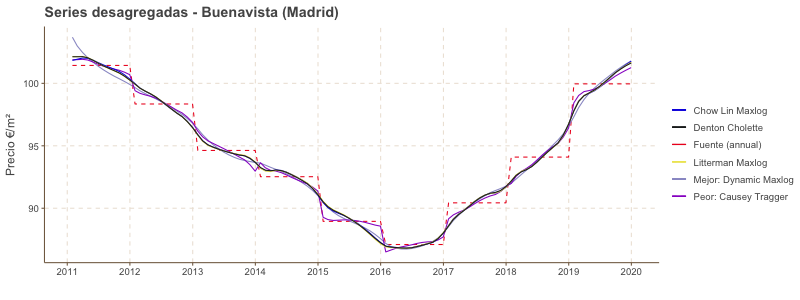 Series desagregadas - Buenavista (Madrid)
Precio €/m²
100
95
90
2011 2012 2013 2014 2015 2016 2017 2018 2019 2020
Chow Lin Maxlog
Denton Cholette
Fuente (annual)
Litterman Maxlog
Mejor: Dynamic Maxlog
Peor: Causey Tragger